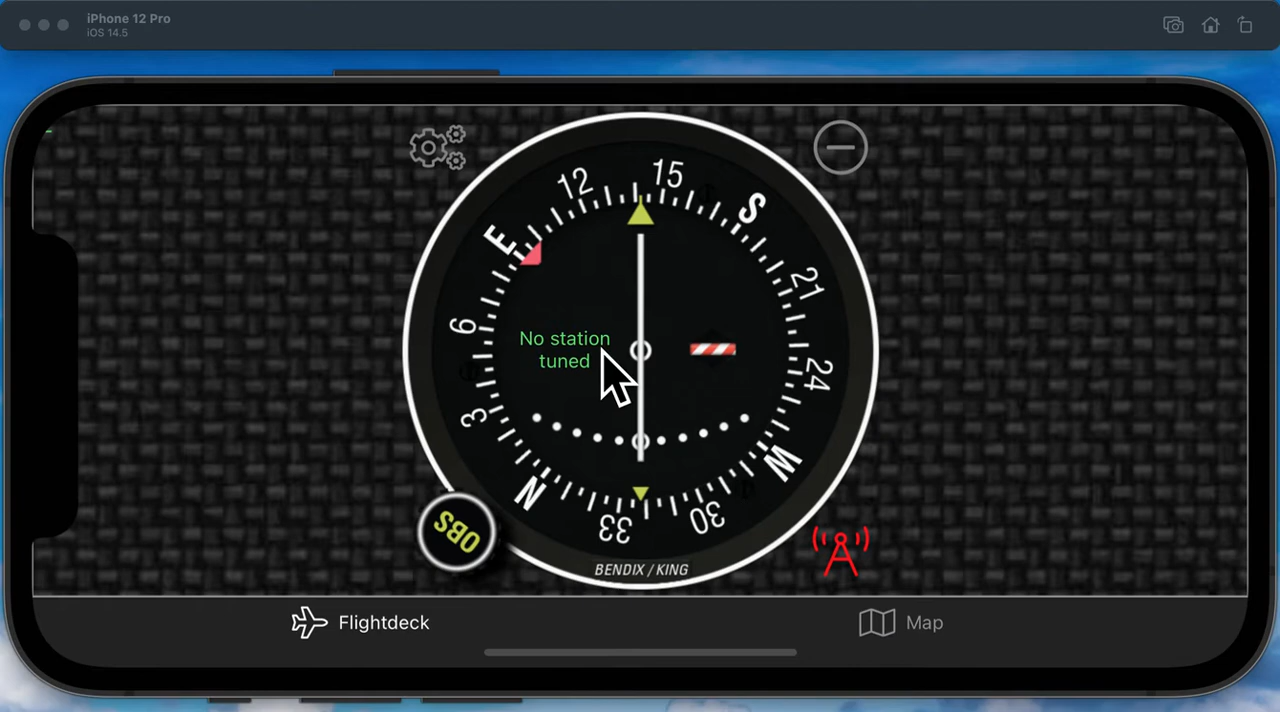 iPhone 12 Pro
iOS 14.5
12
15
E
S
6
21
No station
tuned
24
3
W
N
33
30
OBS
BENDIX / KING
Flightdeck
Map